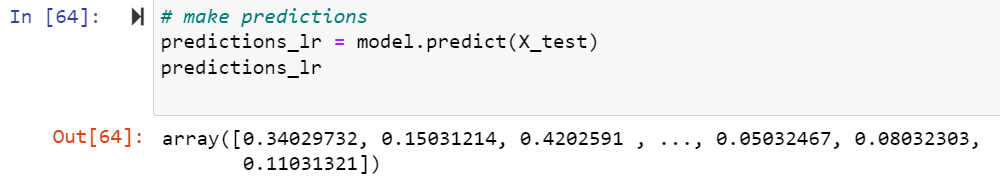 In [64]:
# make predictions
predictions_lr = model.predict(X_test)
predictions_lr
Out[64]: array([0.34029732, 0.15031214, 0.4202591 , ..., 0.05032467, 0.08032303,
0.11031321])